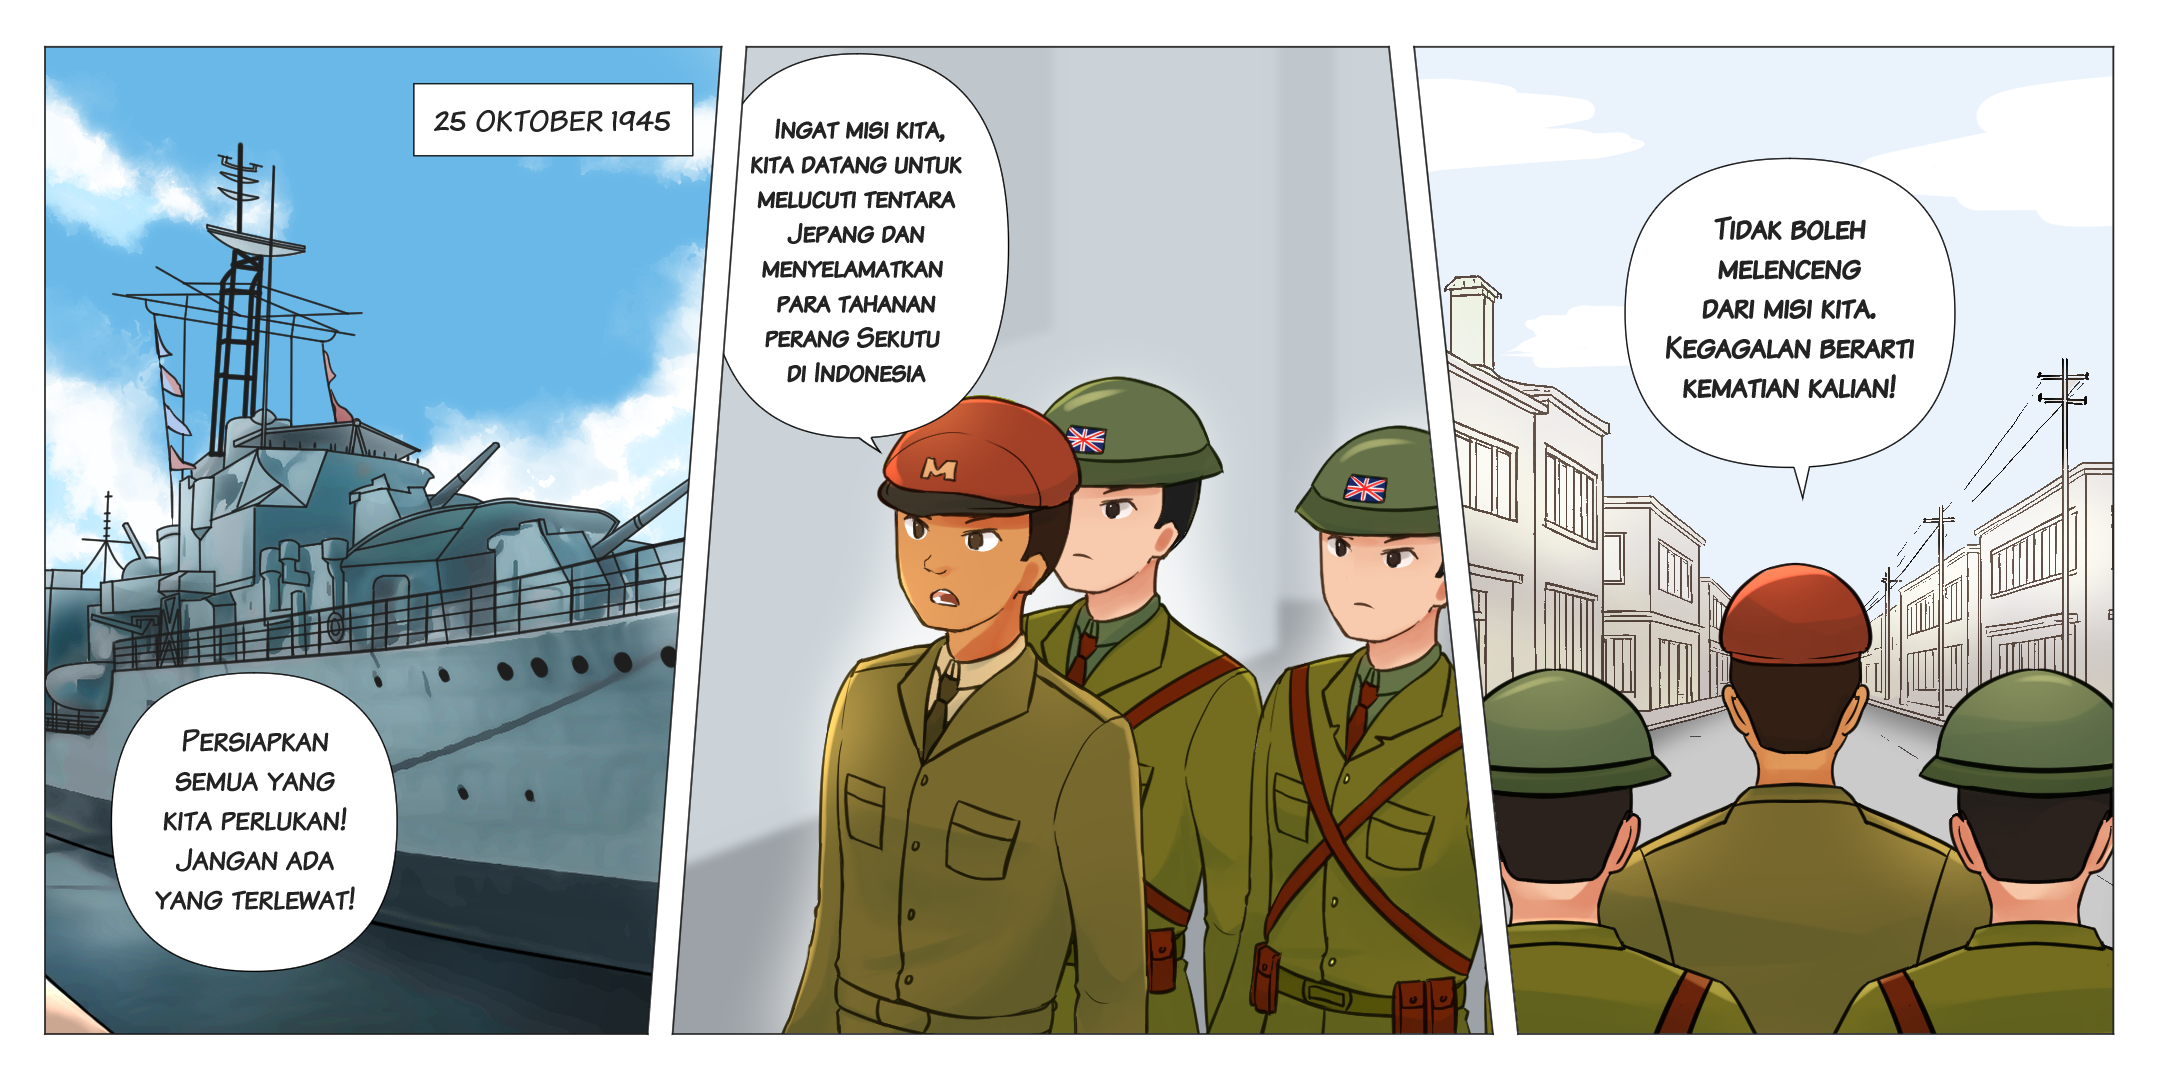 25 OKTOBER 1945
PERSIAPKAN
SEMUA YANG
KITA PERLUKAN!
JANGAN ADA
YANG TERLEWAT!
INGAT MISI KITA,
KITA DATANG UNTUK
MELUCUTI TENTARA
JEPANG DAN
MENYELAMATKAN
PARA TAHANAN
PERANG SEKUTU
DI INDONESIA
M
TIDAK BOLEH
MELENCENG
DARI MISI KITA.
KEGAGALAN BERARTI
KEMATIAN KALIAN!